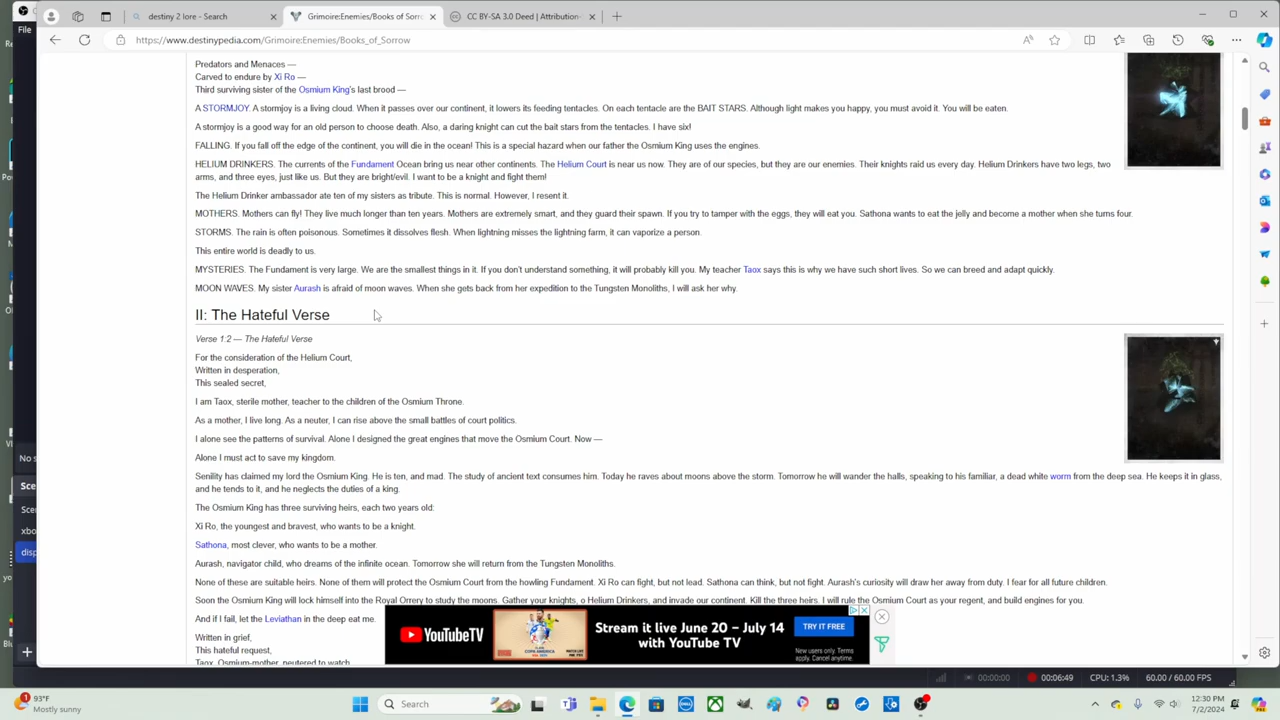 destiny 2 lore - Search
Grimoire:Enemies/Books of Sorr
CC BY-SA 3.0 Deed | Attribution-
File
https://www.destinypedia.com/Grimoire:Enemies/Books_of_Sorrow
Predators and Menaces —
Carved to endure by Xi Ro —
Third surviving sister of the Osmium King's last brood —
A STORMJOY. A stormjoy is a living cloud. When it passes over our continent, it lowers its feeding tentacles. On each tentacle are the BAIT STARS. Although light makes you happy, you must avoid it. You will be eaten.
A stormjoy is a good way for an old person to choose death. Also, a daring knight can cut the bait stars from the tentacles. I have six!
FALLING. If you fall off the edge of the continent, you will die in the ocean! This is a special hazard when our father the Osmium King uses the engines.
HELIUM DRINKERS. The currents of the Fundament Ocean bring us near other continents. The Helium Court is near us now. They are of our species, but they are our enemies. Their knights raid us every day. Helium Drinkers have two legs, two
arms, and three eyes, just like us. But they are bright/evil. I want to be a knight and fight them!
The Helium Drinker ambassador ate ten of my sisters as tribute. This is normal. However, I resent it.
MOTHERS. Mothers can fly! They live much longer than ten years. Mothers are extremely smart, and they guard their spawn. If you try to tamper with the eggs, they will eat you. Sathona wants to eat the jelly and become a mother when she turns four.
STORMS. The rain is often poisonous. Sometimes it dissolves flesh. When lightning misses the lightning farm, it can vaporize a person.
This entire world is deadly to us.
MYSTERIES. The Fundament is very large. We are the smallest things in it. If you don't understand something, it will probably kill you. My teacher Taox says this is why we have such short lives. So we can breed and adapt quickly.
MOON WAVES. My sister Aurash is afraid of moon waves. When she gets back from her expedition to the Tungsten Monoliths, I will ask her why.
II: The Hateful Verse
Verse 1:2 — The Hateful Verse
For the consideration of the Helium Court,
Written in desperation,
This sealed secret,
I am Taox, sterile mother, teacher to the children of the Osmium Throne.
As a mother, I live long. As a neuter, I can rise above the small battles of court politics.
I alone see the patterns of survival. Alone I designed the great engines that move the Osmium Court. Now —
Alone I must act to save my kingdom.
Senility has claimed my lord the Osmium King. He is ten, and mad. The study of ancient text consumes him. Today he raves about moons above the storm. Tomorrow he will wander the halls, speaking to his familiar, a dead white worm from the deep sea. He keeps it in glass,
and he tends to it, and he neglects the duties of a king.
The Osmium King has three surviving heirs, each two years old:
Xi Ro, the youngest and bravest, who wants to be a knight.
Sathona, most clever, who wants to be a mother.
Aurash, navigator child, who dreams of the infinite ocean. Tomorrow she will return from the Tungsten Monoliths.
None of these are suitable heirs. None of them will protect the Osmium Court from the howling Fundament. Xi Ro can fight, but not lead. Sathona can think, but not fight. Aurash's curiosity will draw her away from duty. I fear for all future children.
Soon the Osmium King will lock himself into the Royal Orrery to study the moons. Gather your knights, o Helium Drinkers, and invade our continent. Kill the three heirs. I will rule the Osmium Court as your regent, and build engines for you.
And if I fail, let the Leviathan in the deep eat me.
Written in grief,
This hateful request,
Taox, Osmium-mother, neutered to watch
No s
Scen
Scen
xbo
disp
YouTubeTV
Stream it live June 20 – July 14
with YouTube TV
TRY IT FREE
New users only. Terms
apply. Cancel anytime.
00:00:00
00:06:49
CPU: 1.3%
60.00 / 60.00 FPS
93°F
Mostly sunny
Search
12:30 PM
7/2/2024